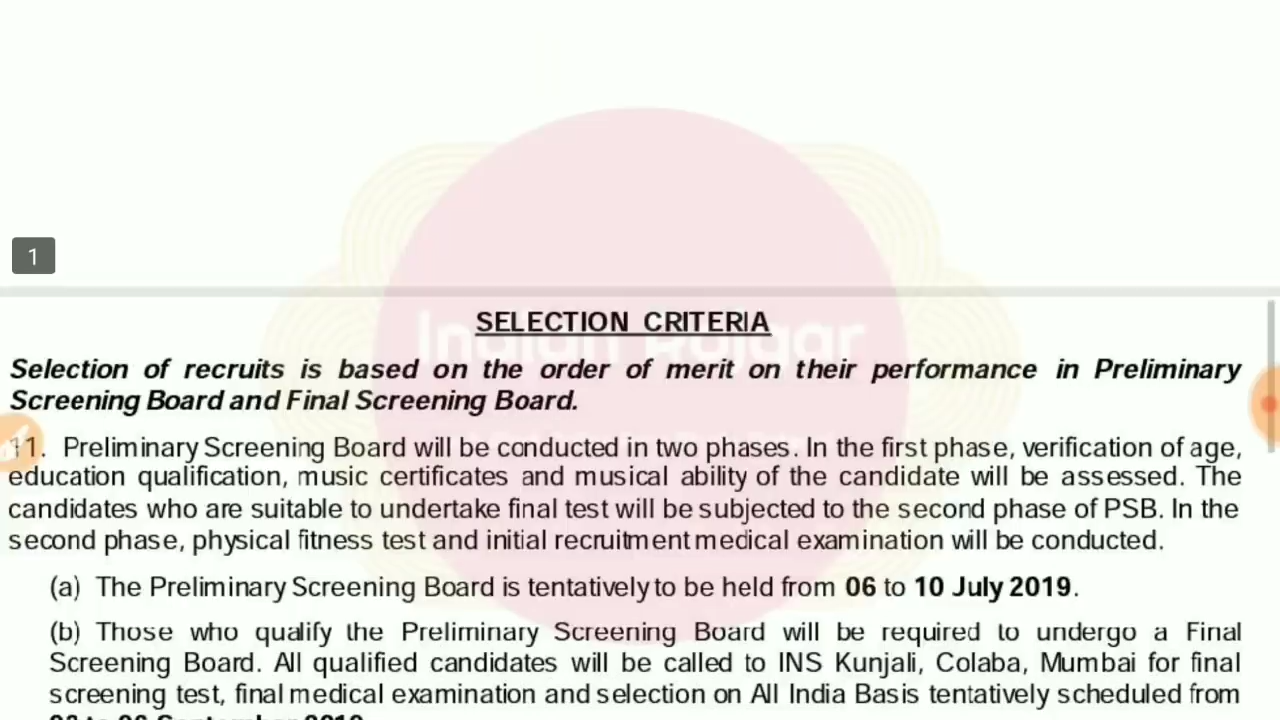 1
SELECTION CRITERIA
Selection of recruits is based on the order of merit on their performance in Preliminary
Screening Board and Final Screening Board.
11. Preliminary Screening Board will be conducted in two phases. In the first phase, verification of age,
education qualification, music certificates and musical ability of the candidate will be assessed. The
candidates who are suitable to undertake final test will be subjected to the second phase of PSB. In the
second phase, physical fitness test and initial recruitment medical examination will be conducted.
(a) The Preliminary Screening Board is tentatively to be held from 06 to 10 July 2019.
(b) Those who qualify the Preliminary Screening Board will be required to undergo a Final
Screening Board. All qualified candidates will be called to INS Kunjali, Colaba, Mumbai for final
screening test, final medical examination and selection on All India Basis tentatively scheduled from
September 2019
Indian Rojgar